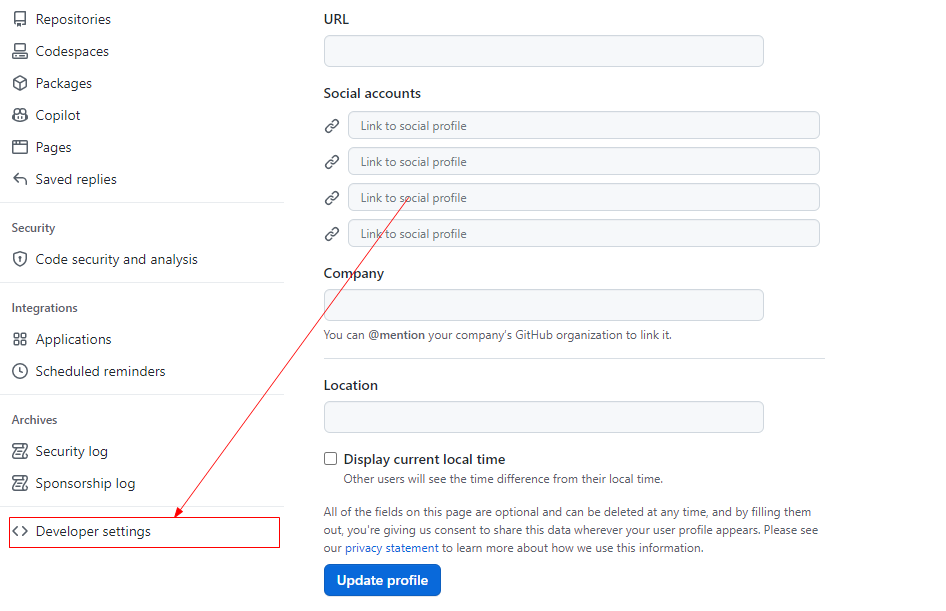 Repositories
Codespaces
Packages
Copilot
Pages
Saved replies
Security
Code security and analysis
Integrations
Applications
Scheduled reminders
Archives
Security log
Sponsorship log
Developer settings
URL
Social accounts
Link to social profile
Link to social profile
Link to social profile
Link to social profile
Company
You can @mention your company's GitHub organization to link it.
Location
Display current local time
Other users will see the time difference from their local time.
All of the fields on this page are optional and can be deleted at any time, and by filling them
out, you're giving us consent to share this data wherever your user profile appears. Please see
our privacy statement to learn more about how we use this information.
Update profile